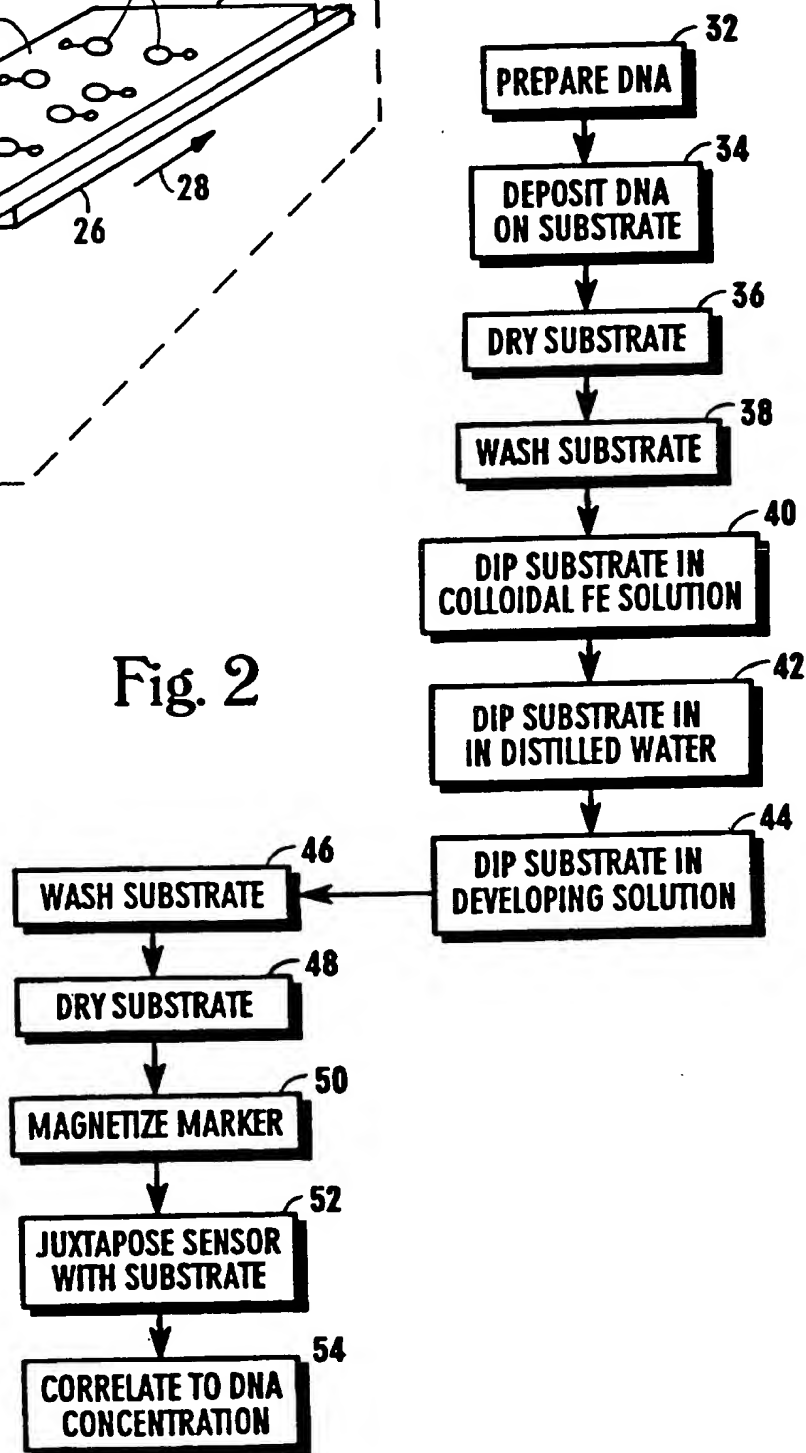 28
26
32
PREPARE DNA
34
DEPOSIT DNA
ON SUBSTRATE
36
DRY SUBSTRATE
38
WASH SUBSTRATE
40
DIP SUBSTRATE IN
COLLOIDAL FE SOLUTION
Fig. 2
42
DIP SUBSTRATE IN
IN DISTILLED WATER
44
DIP SUBSTRATE IN
DEVELOPING SOLUTION
46
WASH SUBSTRATE
48
DRY SUBSTRATE
50
MAGNETIZE MARKER
52
JUXTAPOSE SENSOR
WITH SUBSTRATE
54
CORRELATE TO DNA
CONCENTRATION